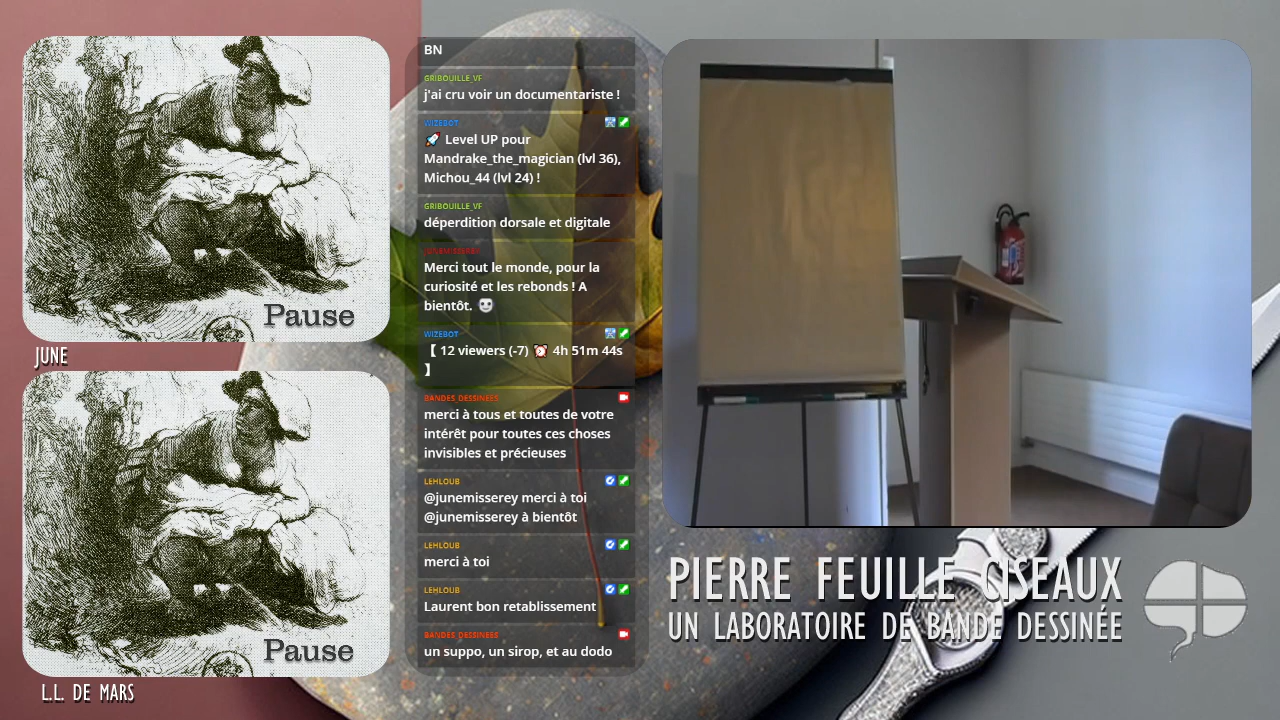 Pause
JUNE
Pause
L.L. DE MARS
BN
GRIBOUILLE_VF
j'ai cru voir un documentariste !
WIZEBOT
🚀 Level UP pour
Mandrake_the_magician (lvl 36),
Michou_44 (lvl 24) !
GRIBOUILLE_VF
déperdition dorsale et digitale
JUNEMISSEREY
Merci tout le monde, pour la
curiosité et les rebonds ! A
bientôt. 💀
WIZEBOT
【 12 viewers (-7) ⏰ 4h 51m 44s
】
BANDES DESSINEES
merci à tous et toutes de votre
intérêt pour toutes ces choses
invisibles et précieuses
LEHLOUB
@junemisserey merci à toi
@junemisserey à bientôt
LEHLOUB
merci à toi
LEHLOUB
Laurent bon retablissement
BANDES DESSINEES
un suppo, un sirop, et au dodo
PIERRE FEUILLE CISEAUX
UN LABORATOIRE DE BANDE DESSINÉE